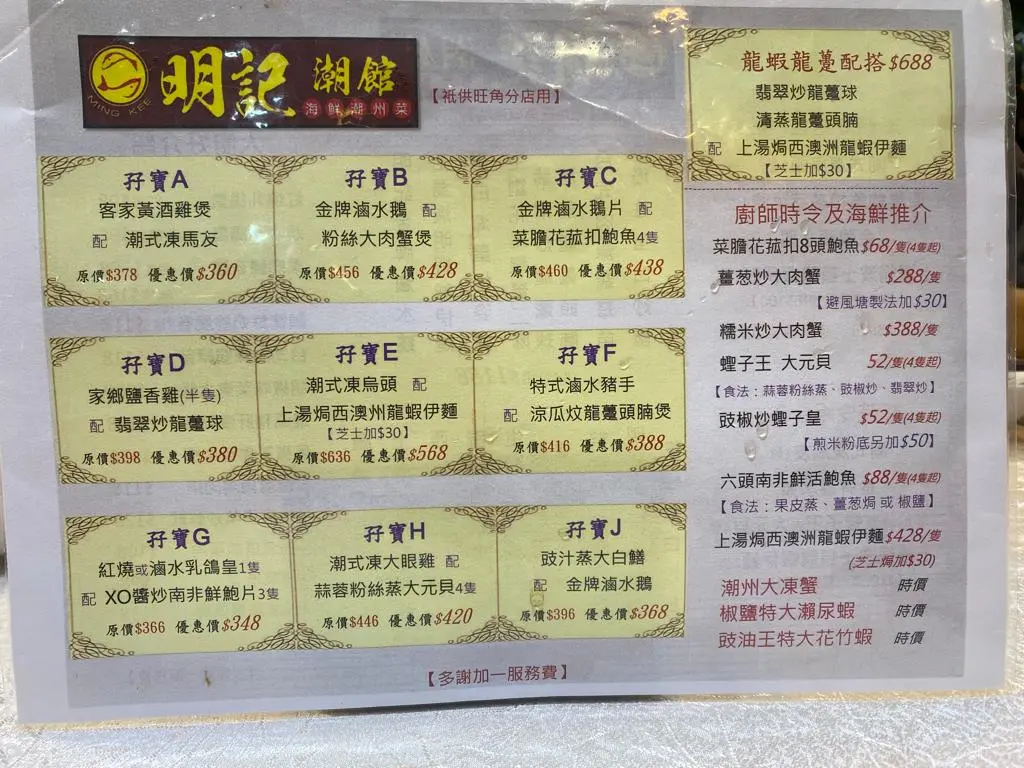 明記 潮館
MING KEE
海鮮潮州菜
【祇供旺角分店用】
龍蝦龍躉配搭$688
翡翠炒龍躉球
清蒸龍躉頭腩
配 上湯焗西澳洲龍蝦伊麵
【芝士加$30】
孖寶A
客家黃酒雞煲
配 潮式凍馬友
原價$378 優惠價$360
孖寶B
金牌滷水鵝 配
粉絲大肉蟹煲
原價$456 優惠價$428
孖寶C
金牌滷水鵝片 配
菜膽花菰扣鮑魚4隻
原價$460 優惠價$438
孖寶D
家鄉鹽香雞(半隻)
配 翡翠炒龍躉球
原價$398 優惠價$380
孖寶E
潮式凍烏頭 配
上湯焗西澳州龍蝦伊麵
【芝士加$30】
原價$636 優惠價$568
孖寶F
特式滷水豬手
配 涼瓜炆龍躉頭腩煲
原價$416 優惠價$388
孖寶G
紅燒或滷水乳鴿皇1隻
配 XO醬炒南非鮮鮑片3隻
原價$366 優惠價$348
孖寶H
潮式凍大眼雞 配
蒜蓉粉絲蒸大元貝4隻
原價$446 優惠價$420
孖寶J
豉汁蒸大白鱔
配 金牌滷水鵝
原價$396 優惠價$368
廚師時令及海鮮推介
菜膽花菰扣8頭鮑魚$68/隻(4隻起)
薑葱炒大肉蟹 $288/隻
【避風塘製法加$30】
糯米炒大肉蟹 $388/隻
蟶子王 大元貝 52/隻(4隻起)
【食法：蒜蓉粉絲蒸、豉椒炒、翡翠炒】
豉椒炒蟶子皇 $52/隻(4隻起)
【煎米粉底另加$50】
六頭南非鮮活鮑魚 $88/隻(4隻起)
【食法：果皮蒸、薑葱焗 或 椒鹽】
上湯焗西澳洲龍蝦伊麵$428/隻
(芝士焗加$30)
潮州大凍蟹 時價
椒鹽特大瀨尿蝦 時價
豉油王特大花竹蝦 時價
【多謝加一服務費】